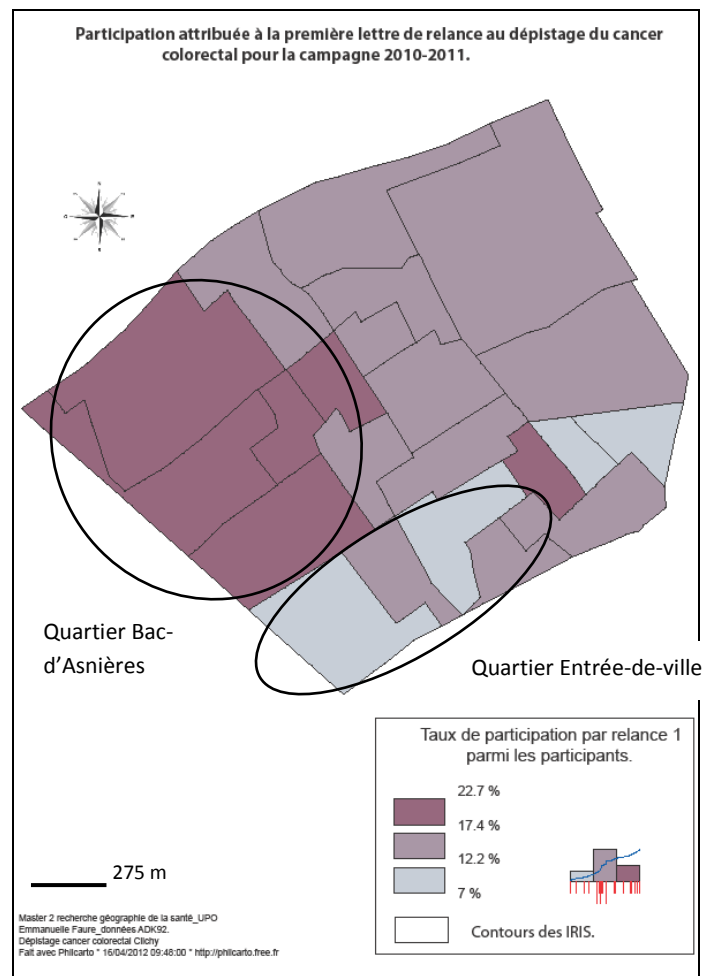 Participation attribuée à la première lettre de relance au dépistage du cancer
colorectal pour la campagne 2010-2011.
Quartier Bac-
d'Asnières
Quartier Entrée-de-ville
Taux de participation par relance 1
parmi les participants.
22.7 %
17.4 %
12.2 %
7 %
Contours des IRIS.
275 m
Master 2 recherche géographie de la santé_UPO
Emmanuelle Faure_données ADK92.
Dépistage cancer colorectal Clichy
Fait avec Philcarto * 16/04/2012 09:48:00 * http://philcarto.free.fr